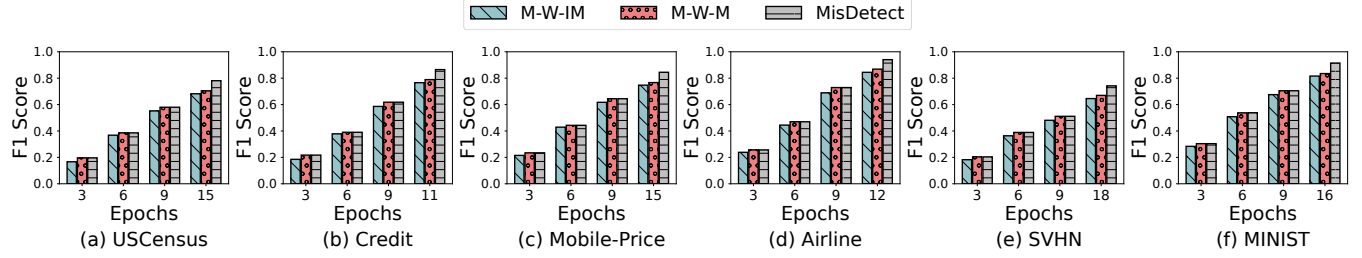 M-W-IM M-W-M MisDetect
F1 Score
1.0
0.8
0.6
0.4
0.2
0.0
3 6 9 15
Epochs
(a) USCensus
F1 Score
1.0
0.8
0.6
0.4
0.2
0.0
3 6 9 11
Epochs
(b) Credit
F1 Score
1.0
0.8
0.6
0.4
0.2
0.0
3 6 9 15
Epochs
(c) Mobile-Price
F1 Score
1.0
0.8
0.6
0.4
0.2
0.0
3 6 9 12
Epochs
(d) Airline
F1 Score
1.0
0.8
0.6
0.4
0.2
0.0
3 6 9 18
Epochs
(e) SVHN
F1 Score
1.0
0.8
0.6
0.4
0.2
0.0
3 6 9 16
Epochs
(f) MINIST